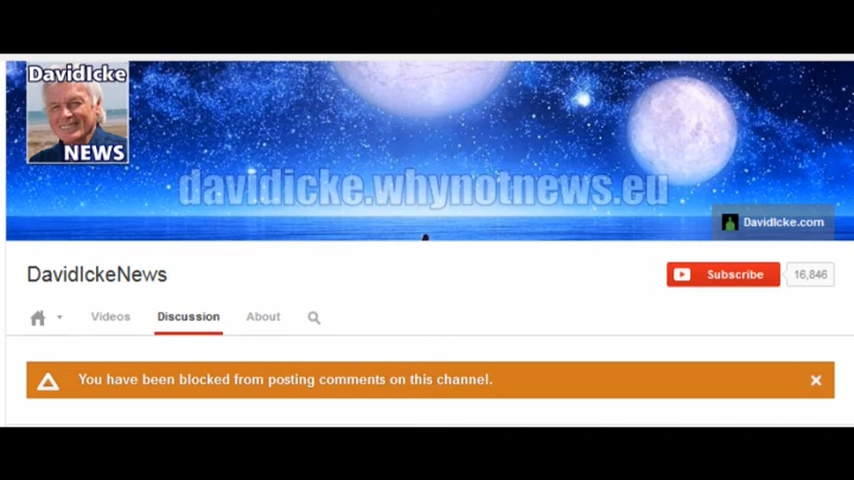 DavidIcke
NEWS
davidicke.whynotnews.eu
DavidIcke.com
DavidIckeNews
Subscribe 16,846
Videos Discussion About
You have been blocked from posting comments on this channel.